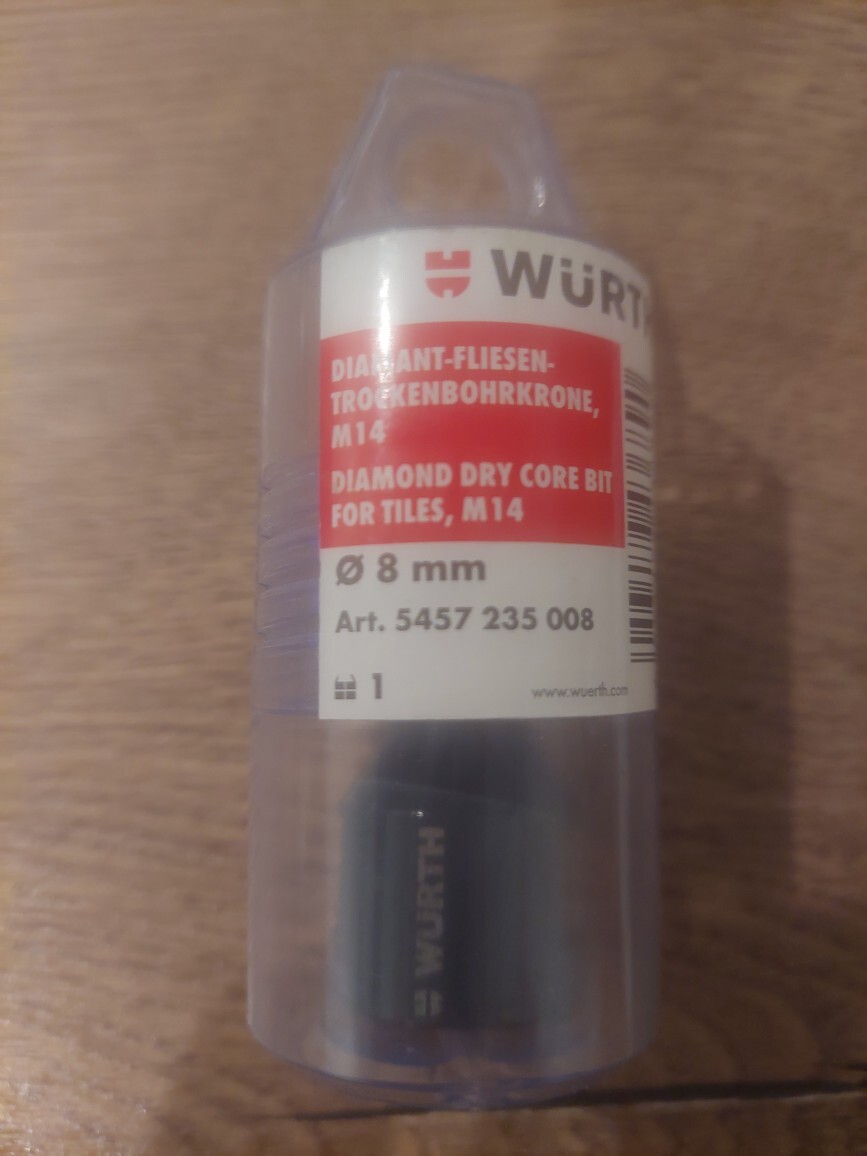 WÜRTH
DIAMANT-FLIESEN-
TROCKENBOHRKRONE,
M14
DIAMOND DRY CORE BIT
FOR TILES, M14
Ø 8 mm
Art. 5457 235 008
1
www.wuerth.com
WÜRTH